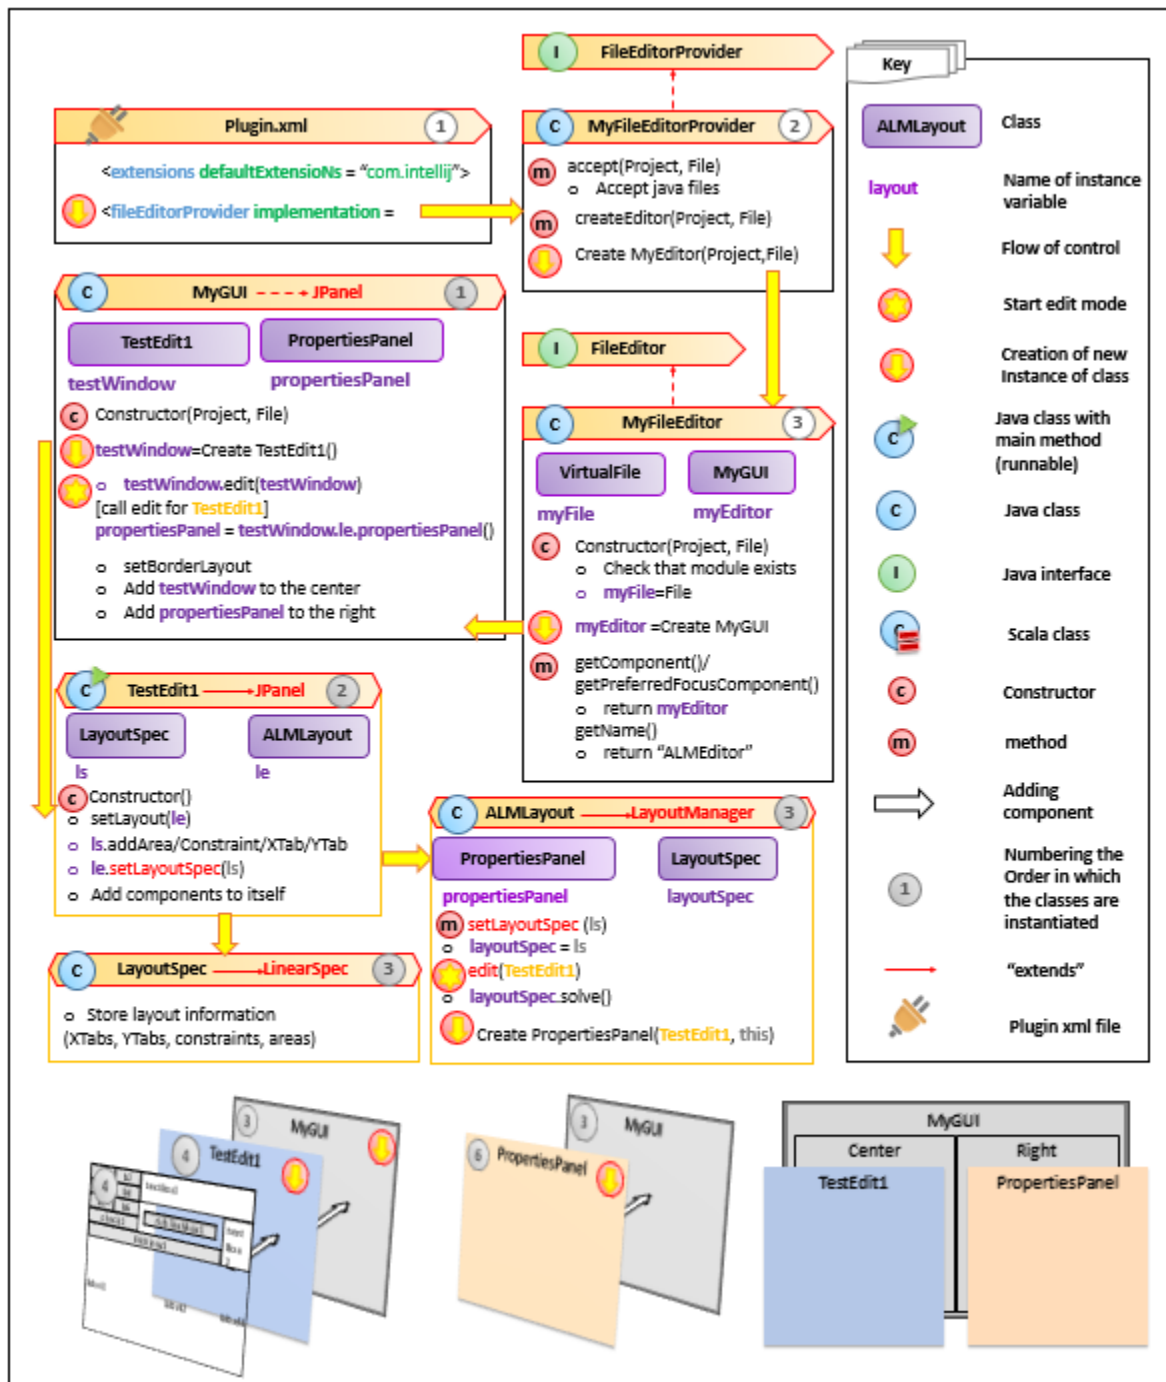 FileEditorProvider
I
Key
Plugin.xml
1
<extensions defaultExtensioNs = “com.intellij”>
<fileEditorProvider implementation =
C
MyFileEditorProvider
2
m
accept(Project, File)
o Accept java files
m
createEditor(Project, File)
Create MyEditor(Project,File)
C
MyGUI
JPanel
1
TestEdit1
PropertiesPanel
testWindow
propertiesPanel
c
Constructor(Project, File)
testWindow=Create TestEdit1()
o testWindow.edit(testWindow)
[call edit for TestEdit1]
propertiesPanel = testWindow.le.propertiesPanel()
o setBorderLayout
o Add testWindow to the center
o Add propertiesPanel to the right
I
FileEditor
C
MyFileEditor
3
VirtualFile
MyGUI
myFile
myEditor
c
Constructor(Project, File)
o Check that module exists
o myFile=File
myEditor =Create MyGUI
m
getComponent()/
getPreferredFocusComponent()
o return myEditor
getName()
o return “ALMEditor”
C
TestEdit1
JPanel
2
LayoutSpec
ALMLayout
ls
le
c
Constructor()
o setLayout(le)
o ls.addArea/Constraint/XTab/YTab
o le.setLayoutSpec(ls)
o Add components to itself
C
LayoutSpec
LinearSpec
3
o Store layout information
(XTabs, YTabs, constraints, areas)
C
ALMLayout
LayoutManager
3
PropertiesPanel
LayoutSpec
propertiesPanel
layoutSpec
m
setLayoutSpec (ls)
o layoutSpec = ls
edit(TestEdit1)
o layoutSpec.solve()
Create PropertiesPanel(TestEdit1, this)
ALMLayout
Class
layout
Name of instance
variable
Flow of control
Start edit mode
Creation of new
Instance of class
C
Java class with
main method
(runnable)
C
Java class
I
Java interface
C
Scala class
c
Constructor
m
method
Adding
component
1
Numbering the
Order in which
the classes are
instantiated
“extends”
Plugin xml file
3
MyGUI
4
TestEdit1
4
3
MyGUI
6
PropertiesPanel
MyGUI
Center
Right
TestEdit1
PropertiesPanel